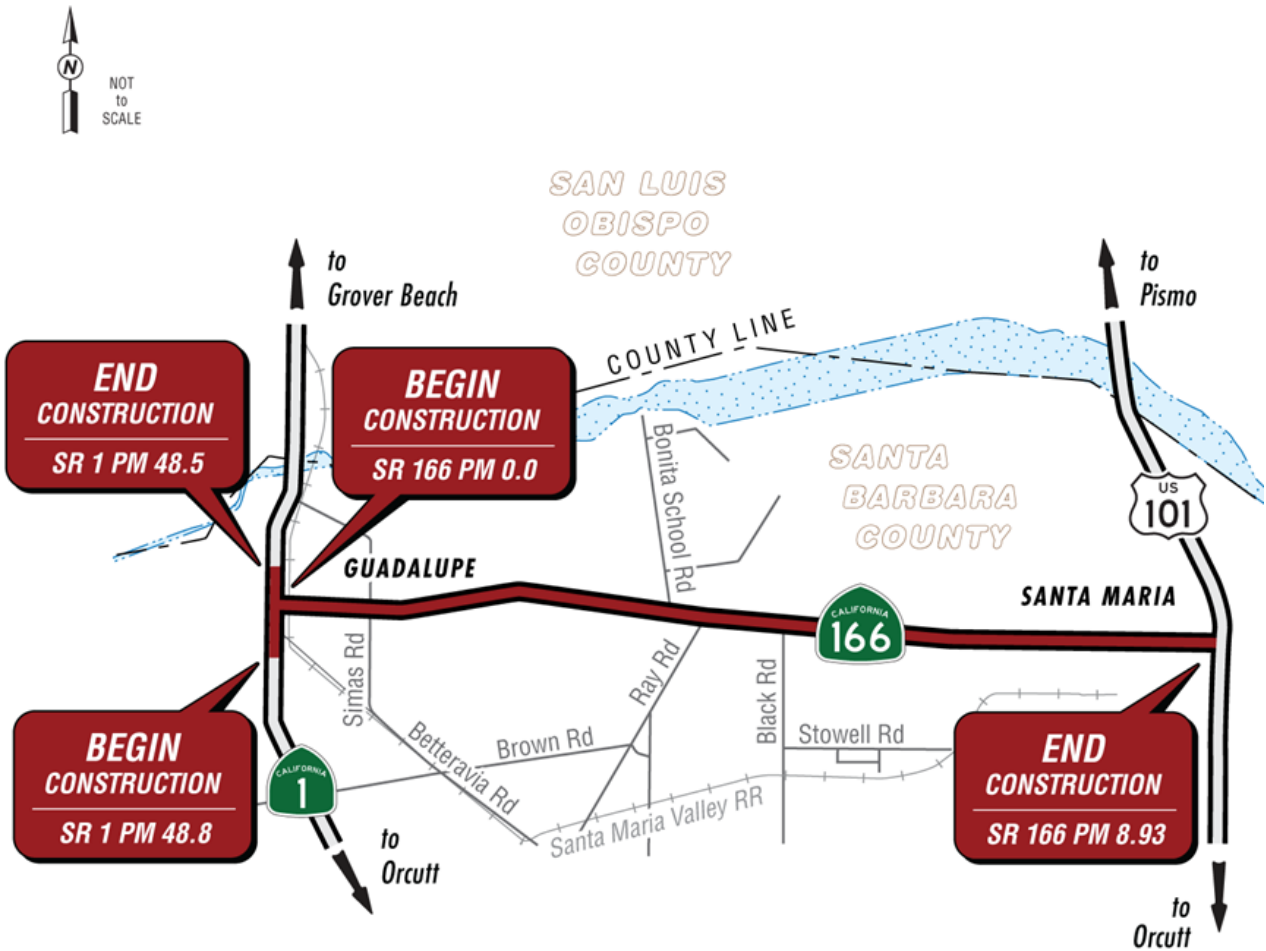 N
NOT
to
SCALE
SAN LUIS
OBISPO
COUNTY
to
Grover Beach
to
Pismo
COUNTY LINE
END
CONSTRUCTION
SR 1 PM 48.5
BEGIN
CONSTRUCTION
SR 166 PM 0.0
Bonita School Rd
SANTA
BARBARA
COUNTY
US
101
GUADALUPE
SANTA MARIA
CALIFORNIA
166
Simas Rd
Ray Rd
Black Rd
Betteravia Rd
Brown Rd
Stowell Rd
Santa Maria Valley RR
BEGIN
CONSTRUCTION
SR 1 PM 48.8
CALIFORNIA
1
to
Orcutt
END
CONSTRUCTION
SR 166 PM 8.93
to
Orcutt